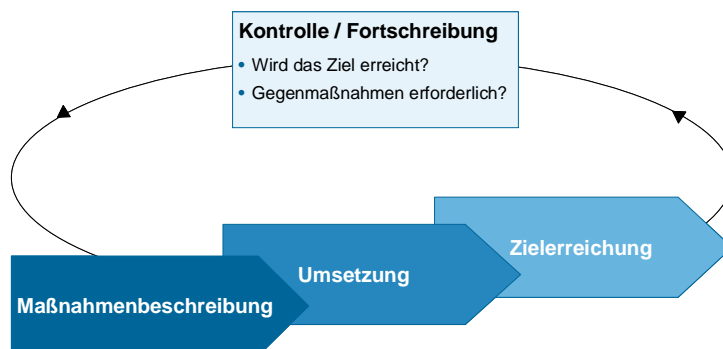 Kontrolle / Fortschreibung
• Wird das Ziel erreicht?
• Gegenmaßnahmen erforderlich?
Zielerreichung
Umsetzung
Maßnahmenbeschreibung